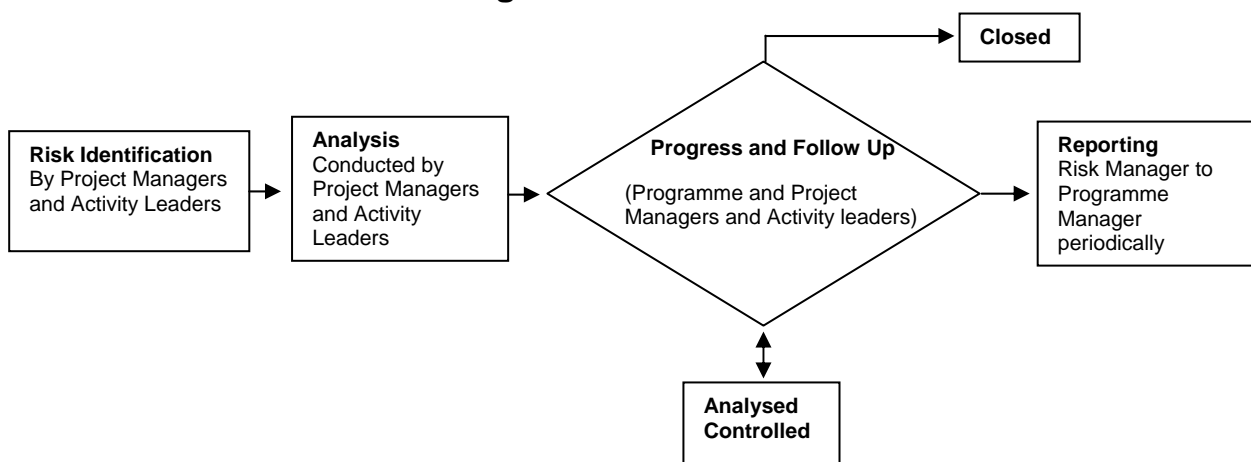 Closed
Risk Identification
By Project Managers
and Activity Leaders
Analysis
Conducted by
Project Managers
and Activity
Leaders
Progress and Follow Up
(Programme and Project
Managers and Activity leaders)
Reporting
Risk Manager to
Programme
Manager
periodically
Analysed
Controlled